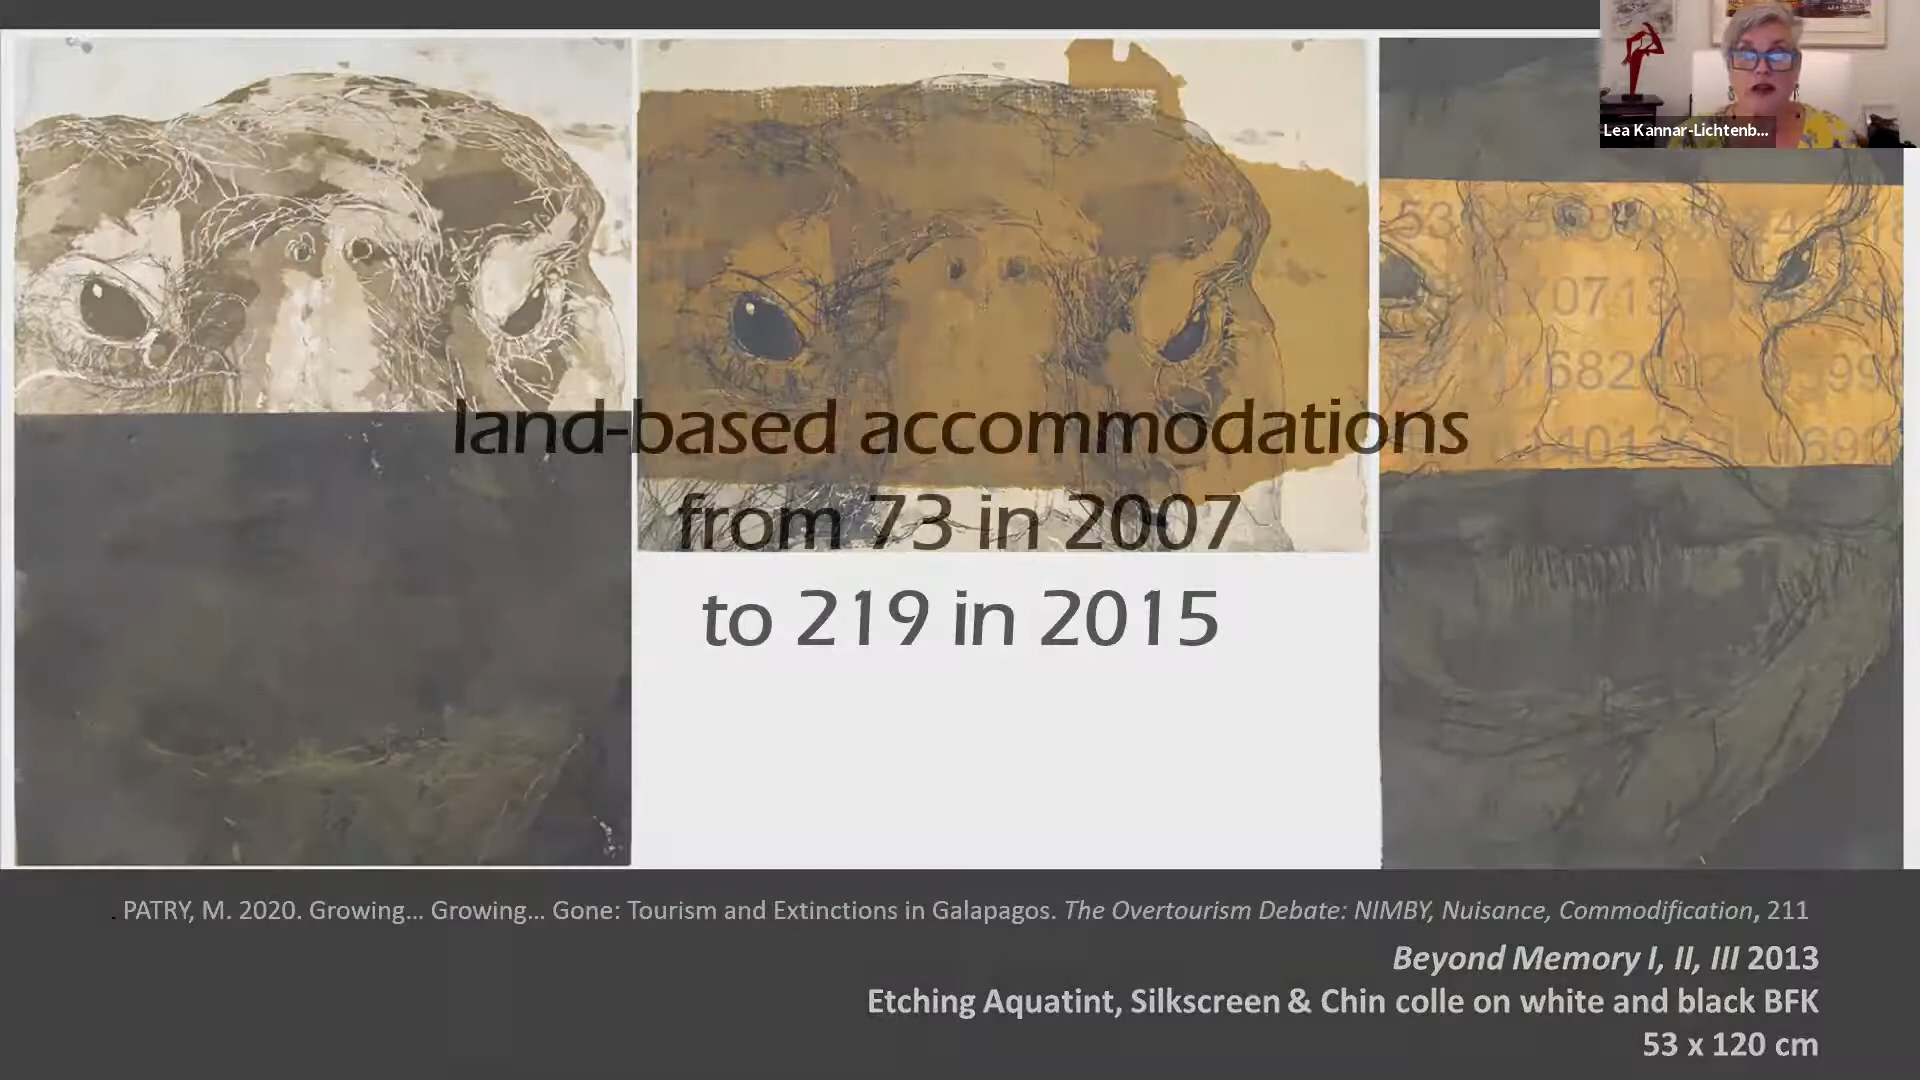 Lea Kannar-Lichtenb...
land-based accommodations
from 73 in 2007
to 219 in 2015
. PATRY, M. 2020. Growing... Growing... Gone: Tourism and Extinctions in Galapagos. The Overtourism Debate: NIMBY, Nuisance, Commodification, 211
Beyond Memory I, II, III 2013
Etching Aquatint, Silkscreen & Chin colle on white and black BFK
53 x 120 cm